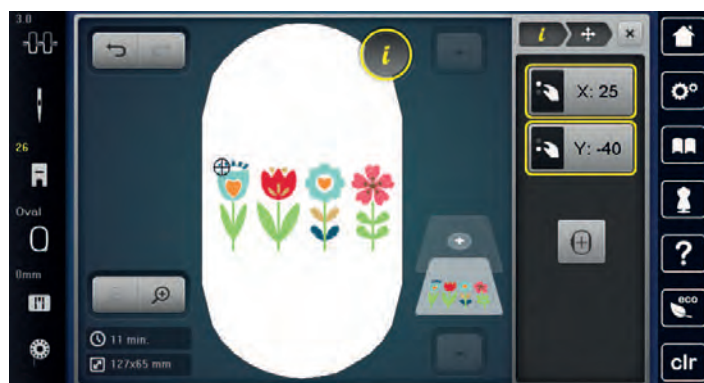 3.0
i
i
X: 25
26
Y: -40
Oval
0mm
?
eco
11 min.
127x65 mm
clr